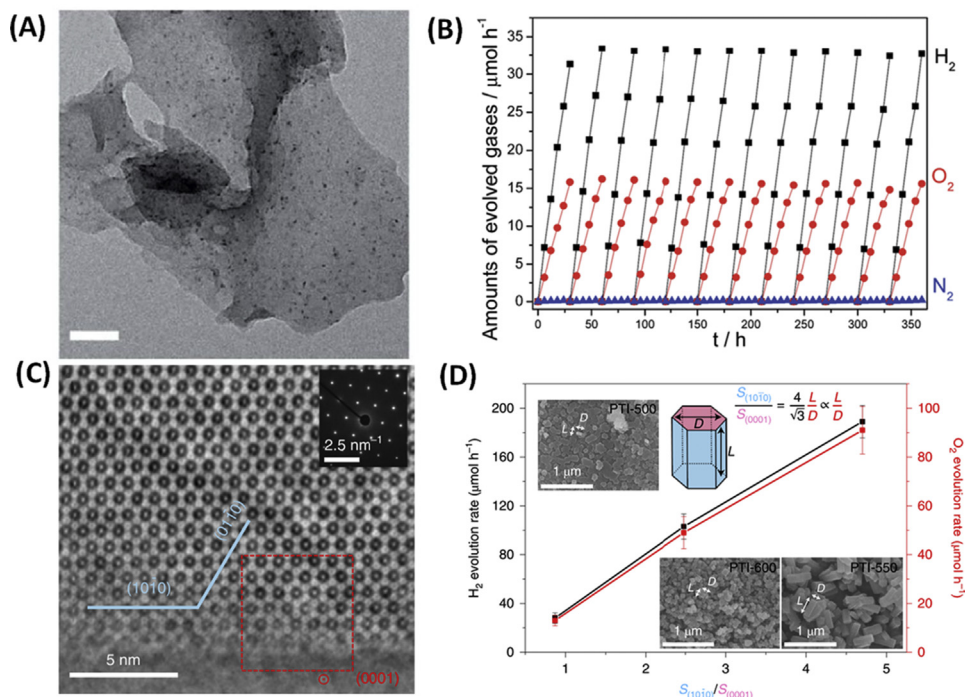 (A)
(B)
Amounts of evolved gases / μmol h⁻¹
35
30
25
20
15
10
5
0
0 50 100 150 200 250 300 350
t / h
H₂
O₂
N₂
(C)
2.5 nm⁻¹
(1010)
(01-10)
5 nm
(0001)
(D)
H₂ evolution rate (μmol h⁻¹)
200
160
120
80
40
0
PTI-500
L D
1 μm
D
L
S(101̄0)/S(0001) = 4/√3 L/D ∝ L/D
PTI-600
L D
1 μm
PTI-550
L D
1 μm
100
80
60
40
20
0
O₂ evolution rate (μmol h⁻¹)
1 2 3 4 5
S(101̄0)/S(0001)